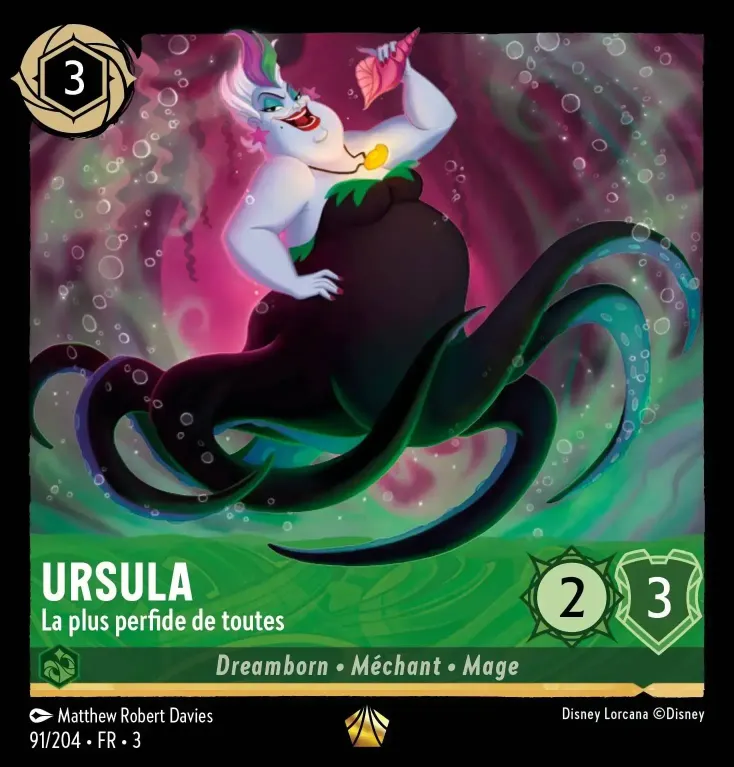 3
URSULA
La plus perfide de toutes
2
3
Dreamborn • Méchant • Mage
Matthew Robert Davies
Disney Lorcana ©Disney
91/204 • FR • 3